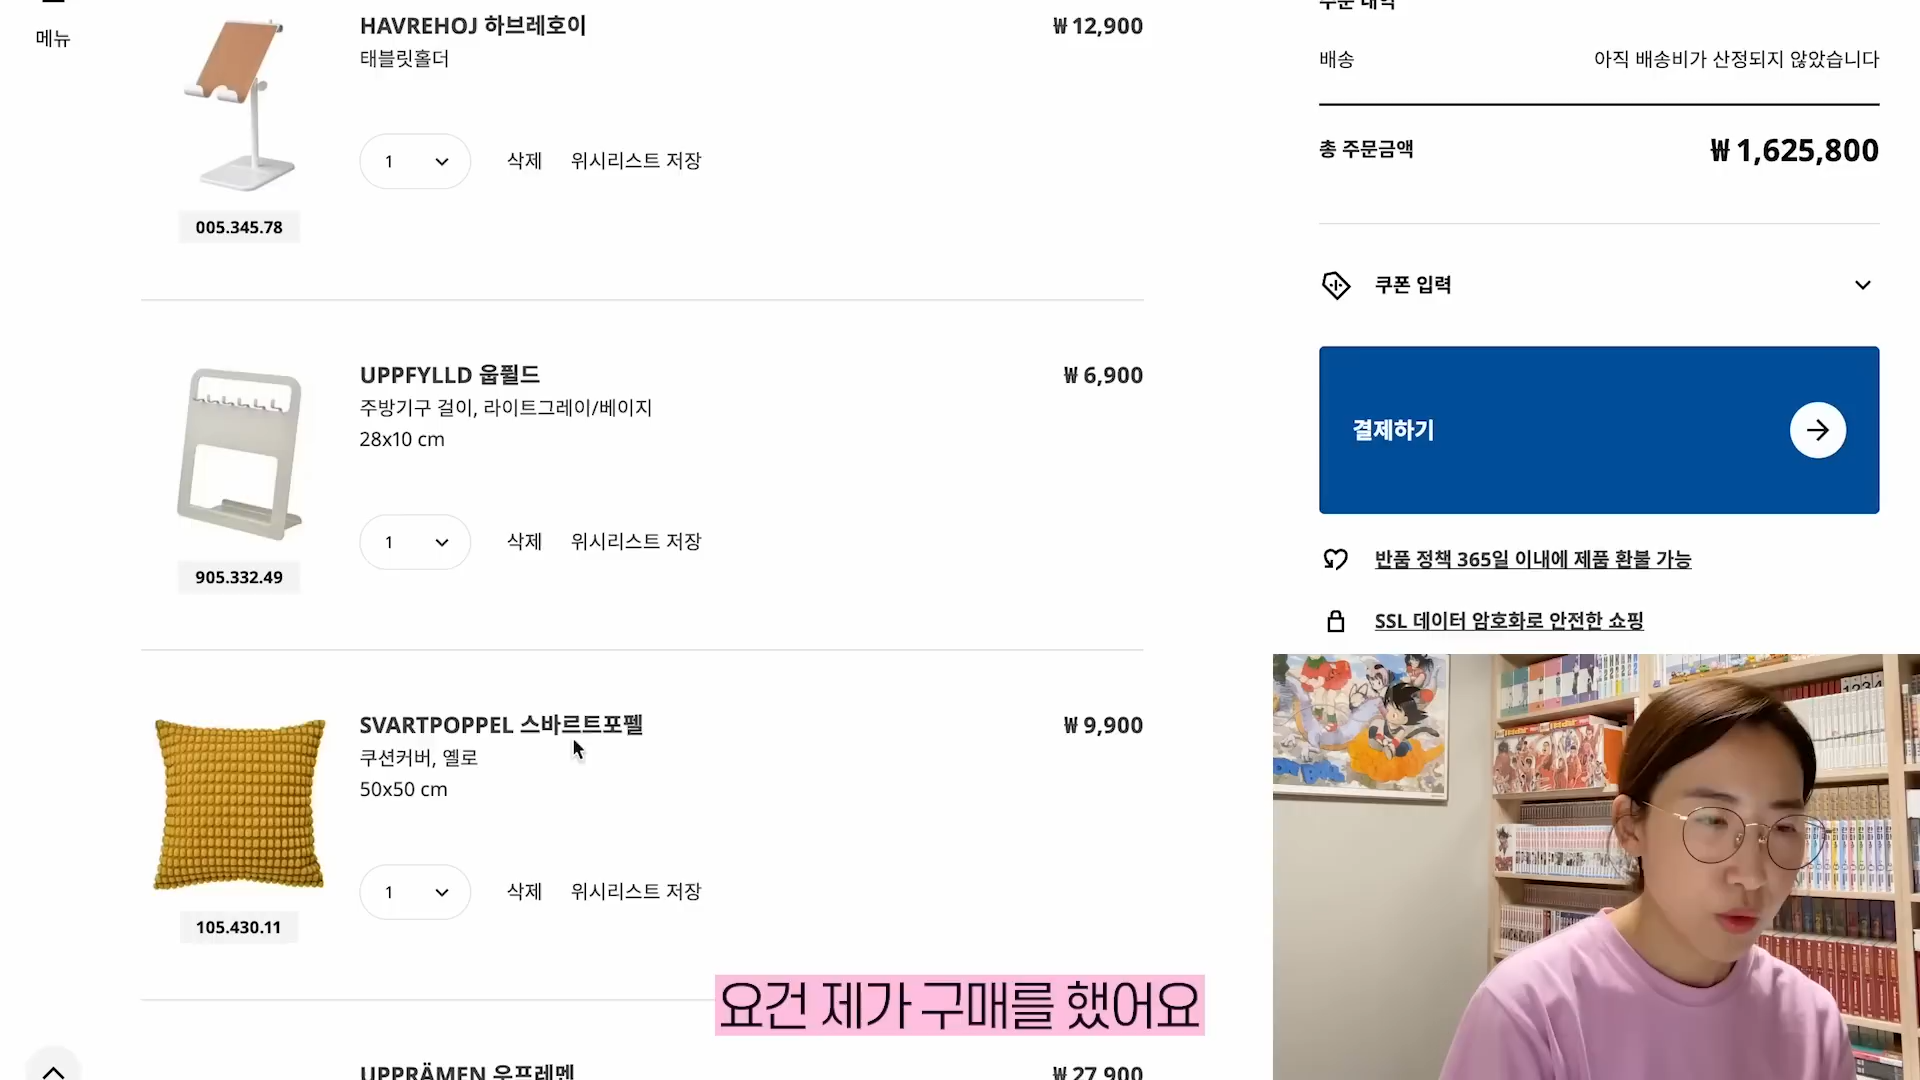 메뉴
HAVREHOJ 하브레호이
₩ 12,900
태블릿홀더
1
삭제
위시리스트 저장
005.345.78
UPPFYLLD 웁퓔드
₩ 6,900
주방기구 걸이, 라이트그레이/베이지
28x10 cm
1
삭제
위시리스트 저장
905.332.49
SVARTPOPPEL 스바르트포펠
₩ 9,900
쿠션커버, 옐로
50x50 cm
1
삭제
위시리스트 저장
105.430.11
UPPRÄMEN 우프레멘
₩ 27,900
주문 내역
배송
아직 배송비가 산정되지 않았습니다
총 주문금액
₩ 1,625,800
쿠폰 입력
결제하기
반품 정책 365일 이내에 제품 환불 가능
SSL 데이터 암호화로 안전한 쇼핑
요건 제가 구매를 했어요